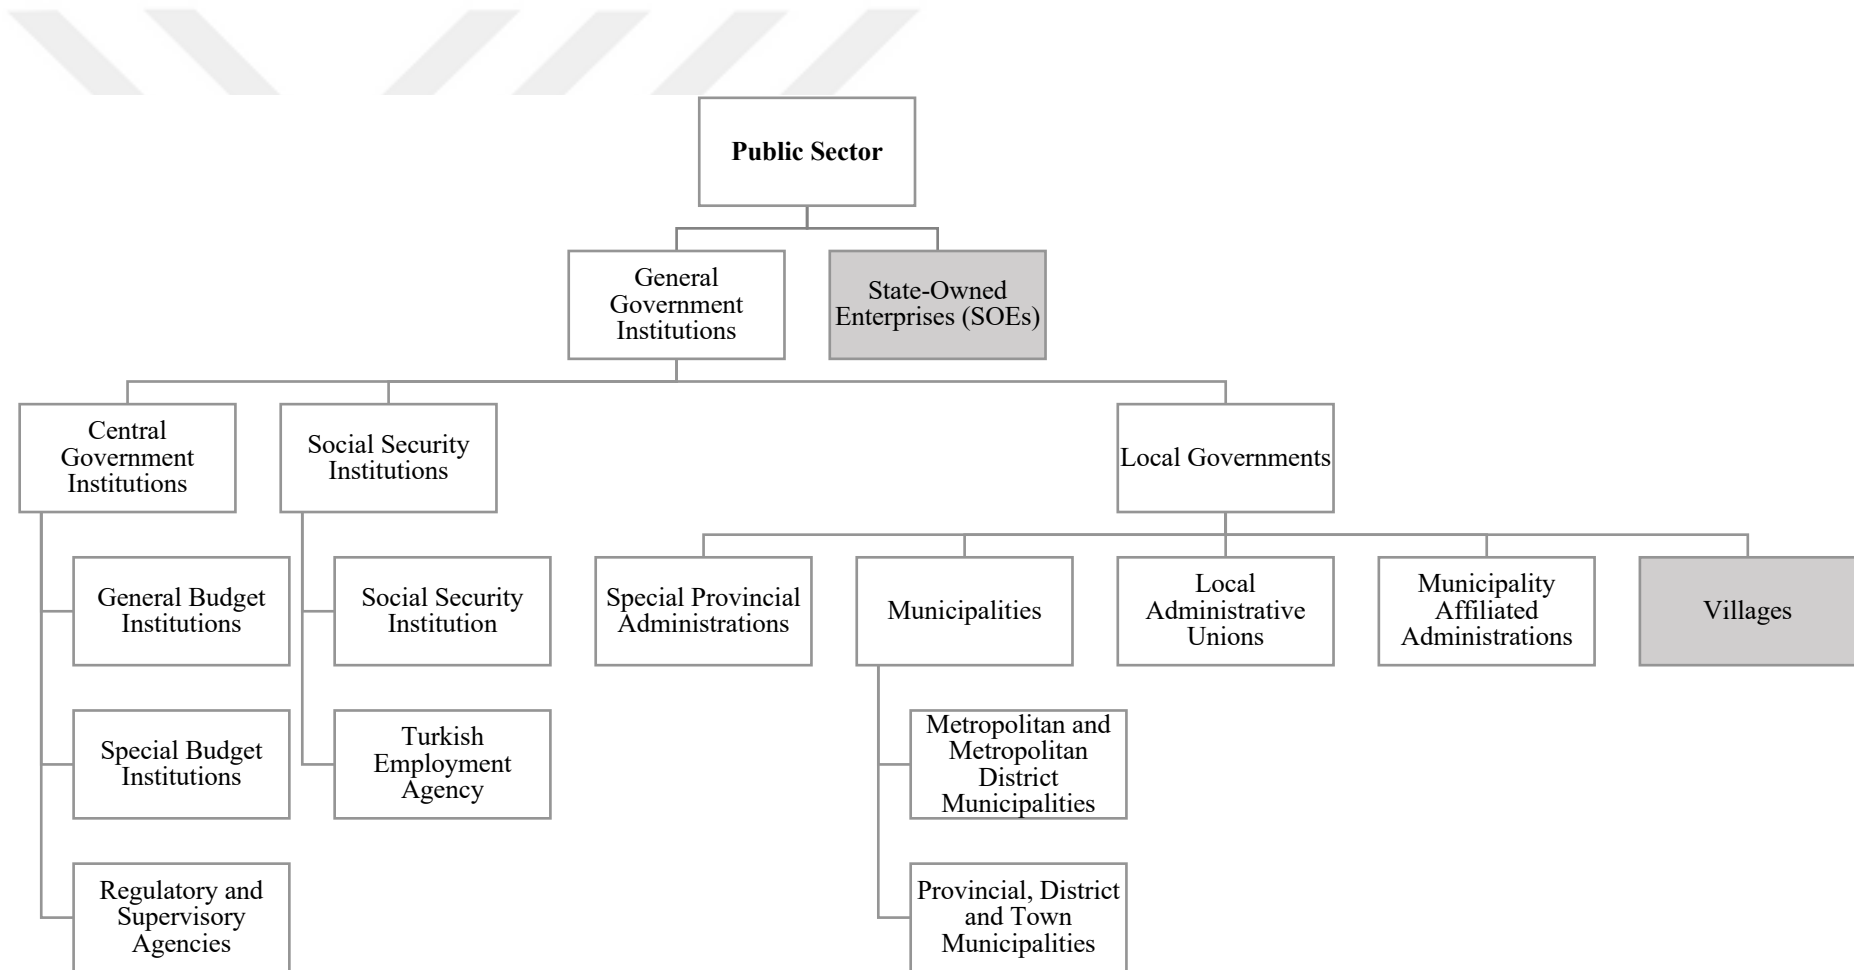 Public Sector
General
Government
Institutions
State-Owned
Enterprises (SOEs)
Central
Government
Institutions
Social Security
Institutions
Local Governments
General Budget
Institutions
Social Security
Institution
Special Provincial
Administrations
Municipalities
Local
Administrative
Unions
Municipality
Affiliated
Administrations
Villages
Special Budget
Institutions
Turkish
Employment
Agency
Metropolitan and
Metropolitan
District
Municipalities
Regulatory and
Supervisory
Agencies
Provincial, District
and Town
Municipalities